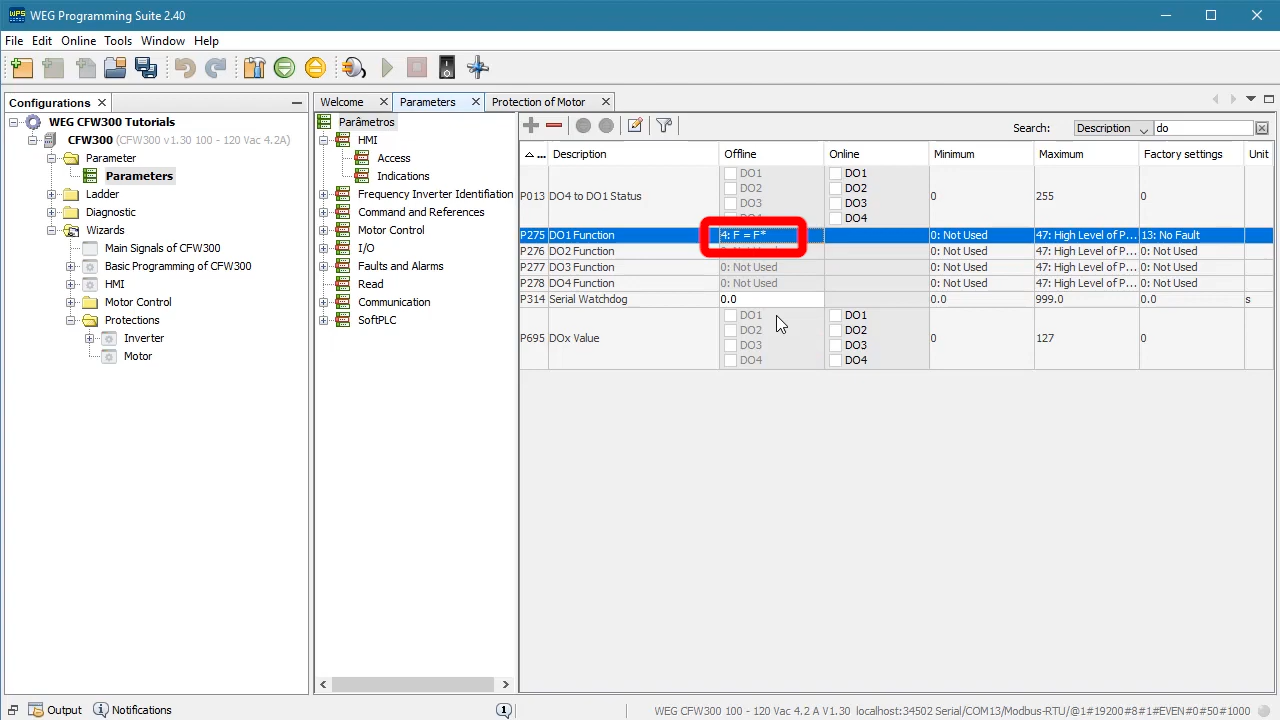 WPS WEG Programming Suite 2.40
File Edit Online Tools Window Help
Configurations
WEG CFW300 Tutorials
CFW300 (CFW300 v1.30 100 - 120 Vac 4.2A)
Parameter
Parameters
Ladder
Diagnostic
Wizards
Main Signals of CFW300
Basic Programming of CFW300
HMI
Motor Control
Protections
Inverter
Motor
Welcome Parameters Protection of Motor
Parâmetros
HMI
Access
Indications
Frequency Inverter Identification
Command and References
Motor Control
I/O
Faults and Alarms
Read
Communication
SoftPLC
Search: Description do
... Description Offline Online Minimum Maximum Factory settings Unit
P013 DO4 to DO1 Status DO1 DO2 DO3 DO1 DO2 DO3 DO4 0 255 0
P275 DO1 Function 4: F = F* 0: Not Used 47: High Level of P... 13: No Fault
P276 DO2 Function 0: Not Used 47: High Level of P... 0: Not Used
P277 DO3 Function 0: Not Used 0: Not Used 47: High Level of P... 0: Not Used
P278 DO4 Function 0: Not Used 0: Not Used 47: High Level of P... 0: Not Used
P314 Serial Watchdog 0.0 0.0 999.0 0.0 s
P695 DOx Value DO1 DO2 DO3 DO4 DO1 DO2 DO3 DO4 0 127 0
Output Notifications
WEG CFW300 100 - 120 Vac 4.2 A V1.30 localhost:34502 Serial/COM13/Modbus-RTU/@1#19200#8#1#EVEN#0#50#1000